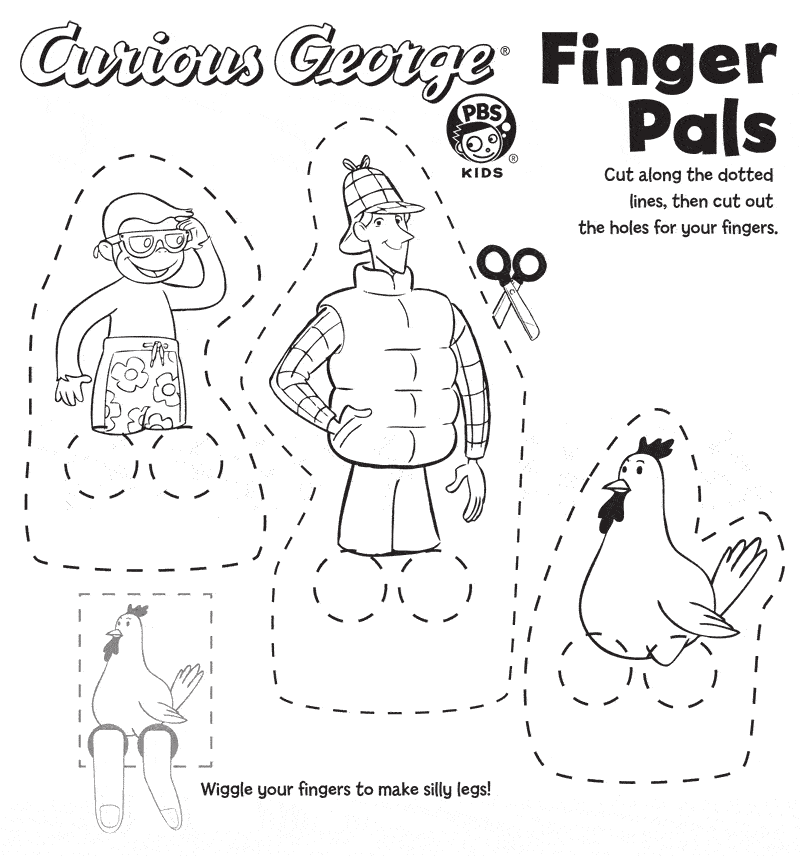 Curious George®
Finger
Pals
PBS
KIDS®
Cut along the dotted
lines, then cut out
the holes for your fingers.
Wiggle your fingers to make silly legs!